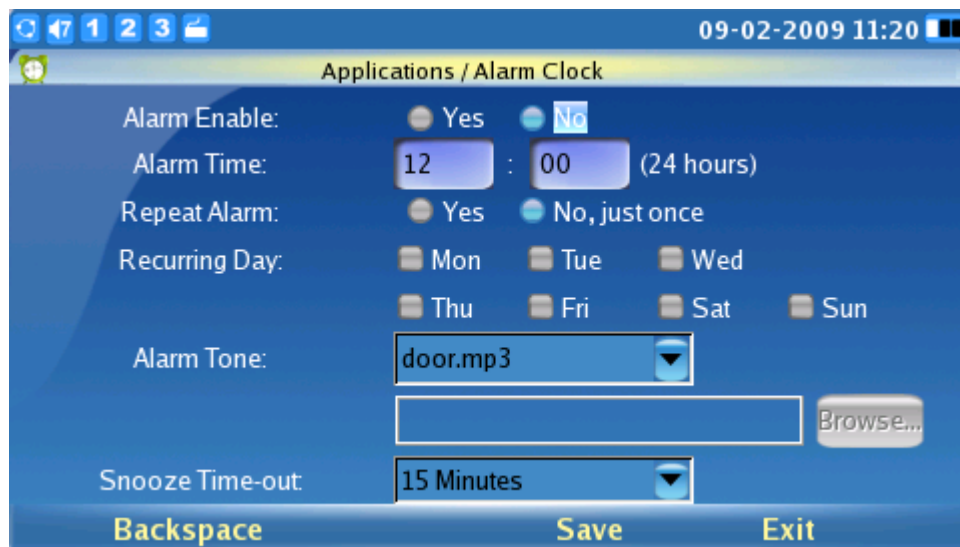 7 1 2 3 09-02-2009 11:20
Applications / Alarm Clock
Alarm Enable: Yes No
Alarm Time: 12 : 00 (24 hours)
Repeat Alarm: Yes No, just once
Recurring Day: Mon Tue Wed
Thu Fri Sat Sun
Alarm Tone: door.mp3
Browse...
Snooze Time-out: 15 Minutes
Backspace Save Exit